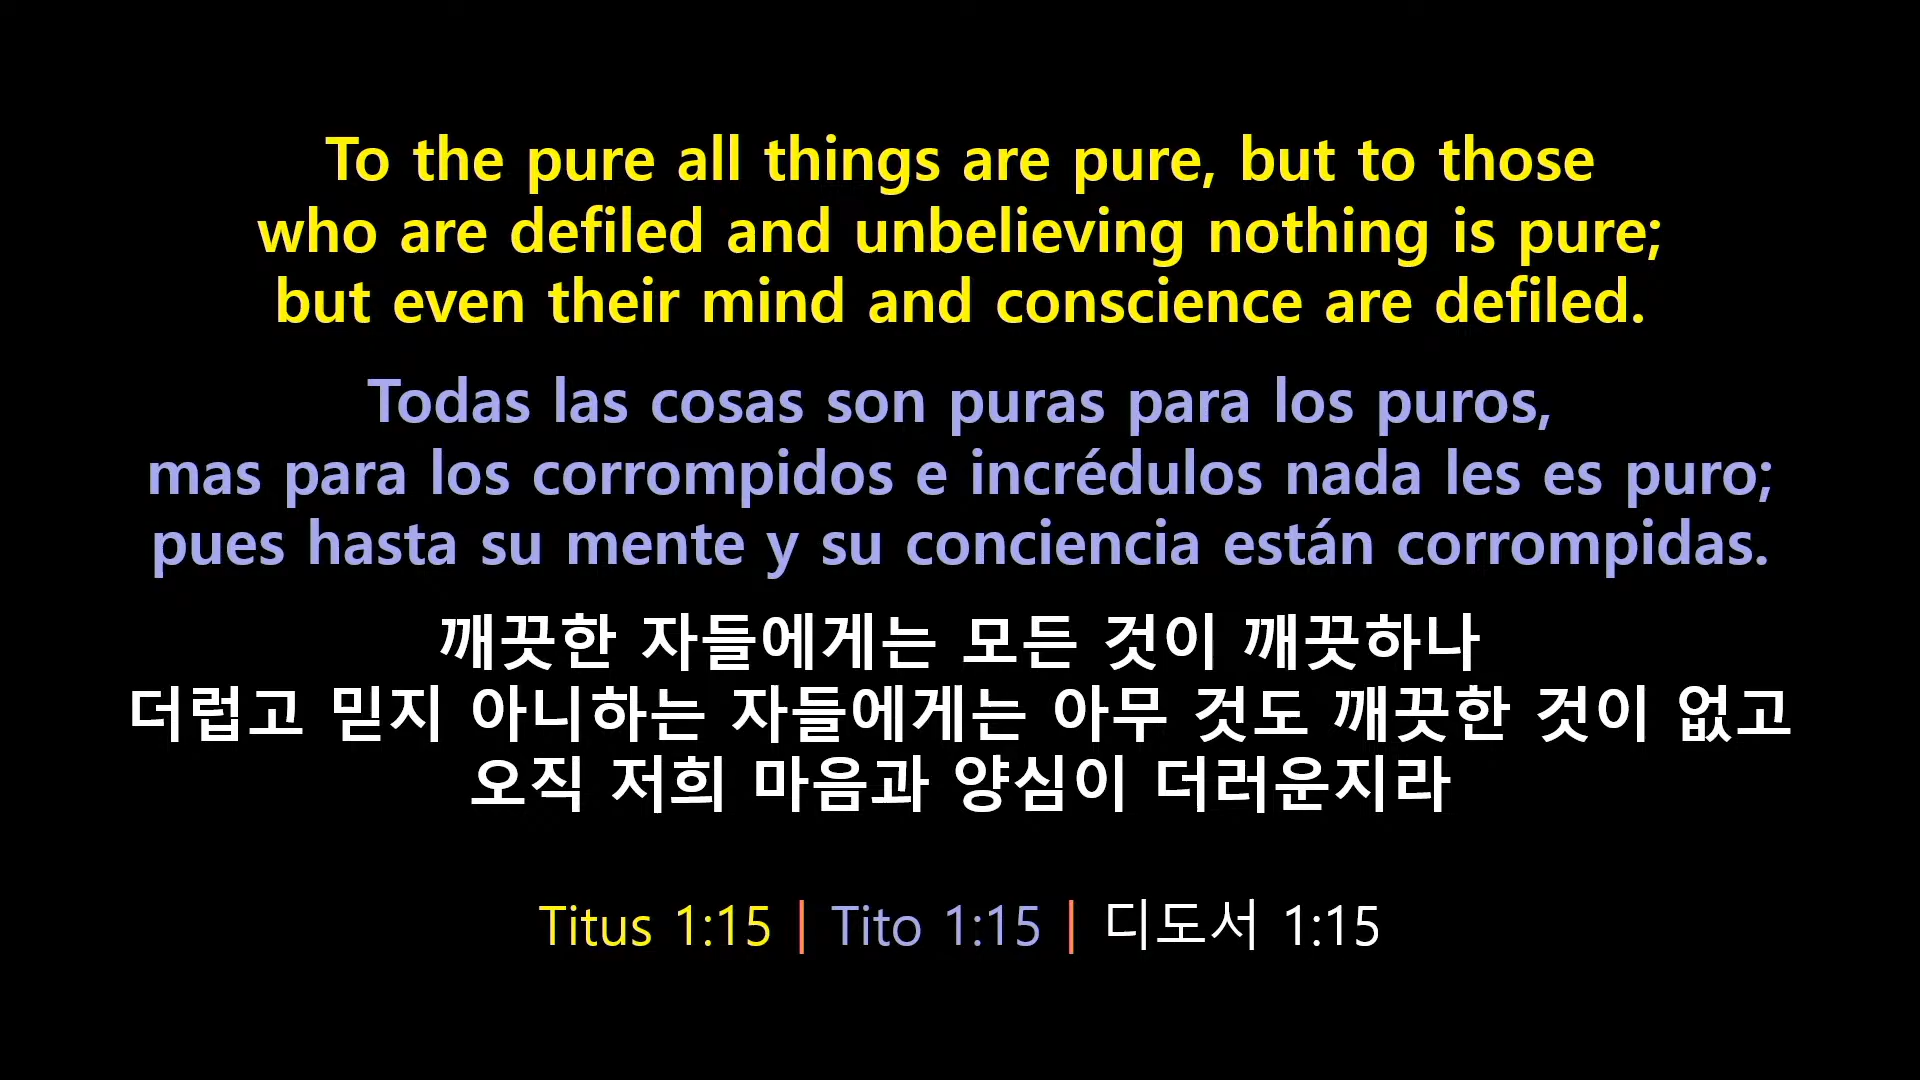 To the pure all things are pure, but to those
who are defiled and unbelieving nothing is pure;
but even their mind and conscience are defiled.
Todas las cosas son puras para los puros,
mas para los corrompidos e incrédulos nada les es puro;
pues hasta su mente y su conciencia están corrompidas.
깨끗한 자들에게는 모든 것이 깨끗하나
더럽고 믿지 아니하는 자들에게는 아무 것도 깨끗한 것이 없고
오직 저희 마음과 양심이 더러운지라
Titus 1:15 | Tito 1:15 | 디도서 1:15